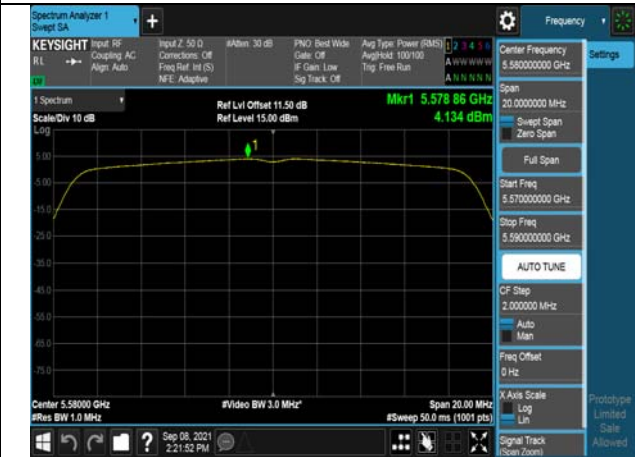 Spectrum Analyzer 1
Swept SA
+
Frequency
KEYSIGHT
RL
Input: RF
Coupling: AC
Align: Auto
Input Z: 50 Ω
Corrections: Off
Freq Ref: Int (S)
NFE: Adaptive
#Atten: 30 dB
PNO: Best Wide
Gate: Off
IF Gain: Low
Sig Track: Off
Avg Type: Power (RMS)
Avg|Hold: 100/100
Trig: Free Run
1 2 3 4 5 6
A W W W W W
A N N N N N
1 Spectrum
Scale/Div 10 dB
Ref Lvl Offset 11.50 dB
Ref Level 15.00 dBm
Mkr1 5.578 86 GHz
4.134 dBm
Log
1
5.00
-5.00
-15.0
-25.0
-35.0
-45.0
-55.0
-65.0
-75.0
Center 5.58000 GHz
#Res BW 1.0 MHz
#Video BW 3.0 MHz*
Span 20.00 MHz
#Sweep 50.0 ms (1001 pts)
Sep 08, 2021
2:21:52 PM
Center Frequency
5.580000000 GHz
Settings
Span
20.0000000 MHz
Swept Span
Zero Span
Full Span
Start Freq
5.570000000 GHz
Stop Freq
5.590000000 GHz
AUTO TUNE
CF Step
2.000000 MHz
Auto
Man
Freq Offset
0 Hz
X Axis Scale
Log
Lin
Signal Track
(Span Zoom)
Prototype
Limited
Sale
Allowed